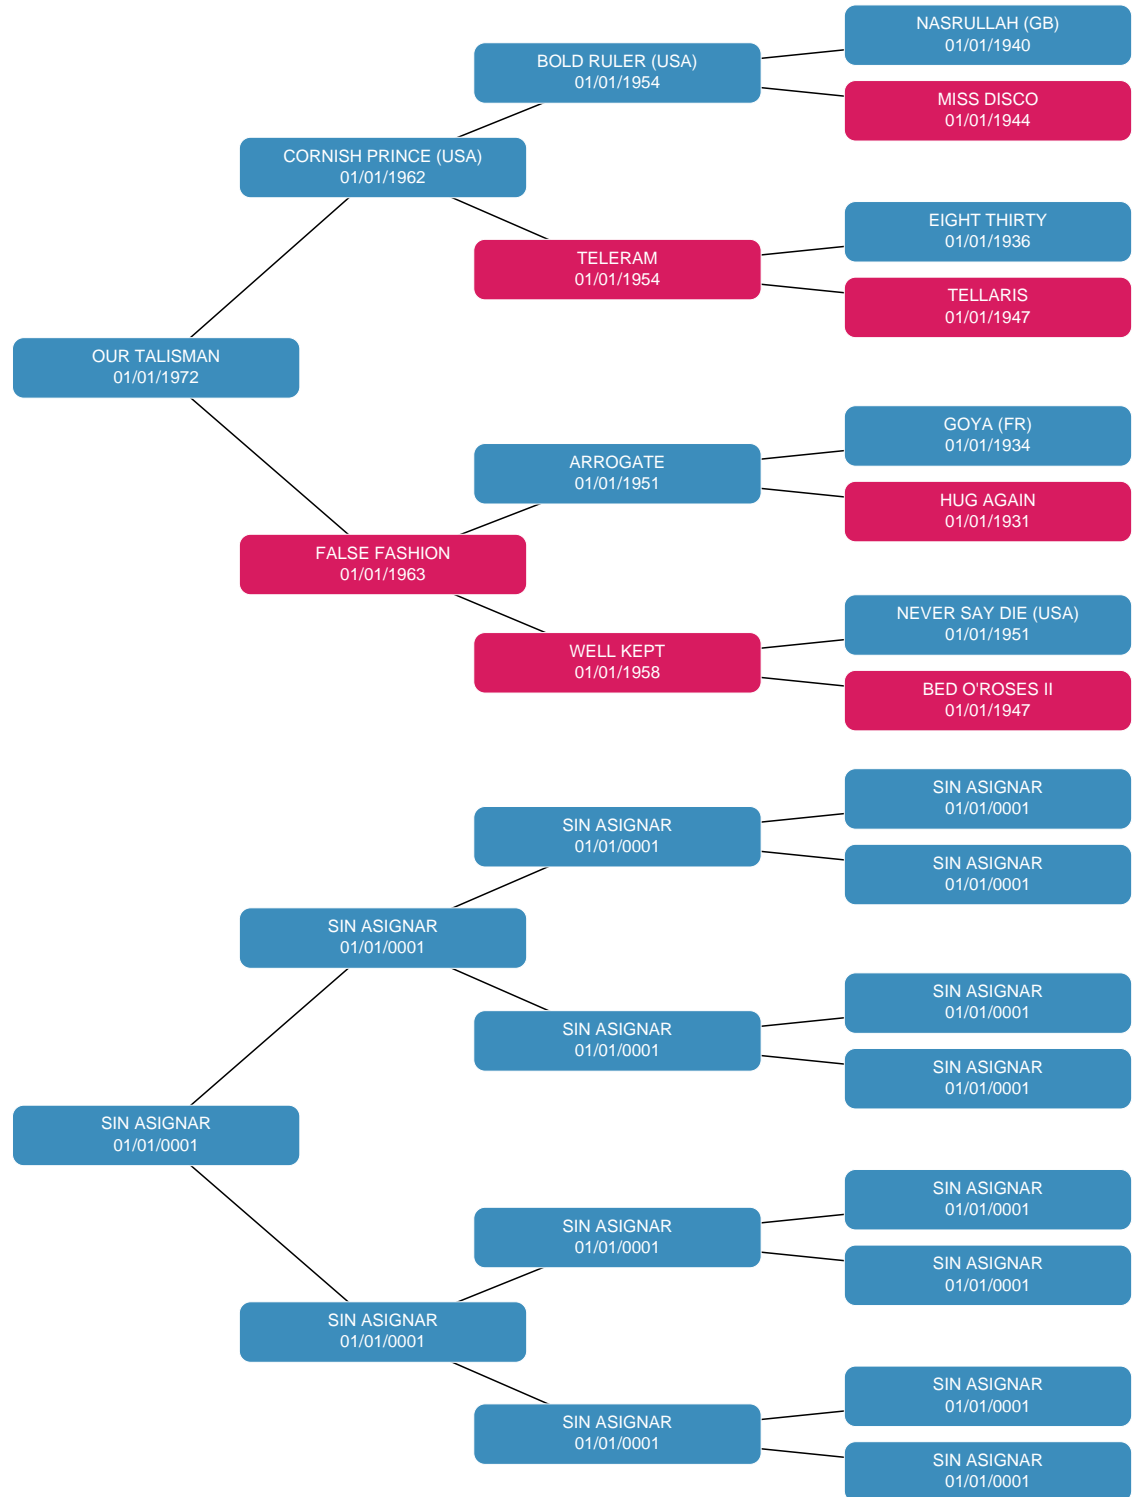 NASRULLAH (GB)
01/01/1940
BOLD RULER (USA)
01/01/1954
MISS DISCO
01/01/1944
CORNISH PRINCE (USA)
01/01/1962
EIGHT THIRTY
01/01/1936
TELERAM
01/01/1954
TELLARIS
01/01/1947
OUR TALISMAN
01/01/1972
GOYA (FR)
01/01/1934
ARROGATE
01/01/1951
HUG AGAIN
01/01/1931
FALSE FASHION
01/01/1963
NEVER SAY DIE (USA)
01/01/1951
WELL KEPT
01/01/1958
BED O'ROSES II
01/01/1947
SIN ASIGNAR
01/01/0001
SIN ASIGNAR
01/01/0001
SIN ASIGNAR
01/01/0001
SIN ASIGNAR
01/01/0001
SIN ASIGNAR
01/01/0001
SIN ASIGNAR
01/01/0001
SIN ASIGNAR
01/01/0001
SIN ASIGNAR
01/01/0001
SIN ASIGNAR
01/01/0001
SIN ASIGNAR
01/01/0001
SIN ASIGNAR
01/01/0001
SIN ASIGNAR
01/01/0001
SIN ASIGNAR
01/01/0001
SIN ASIGNAR
01/01/0001
SIN ASIGNAR
01/01/0001